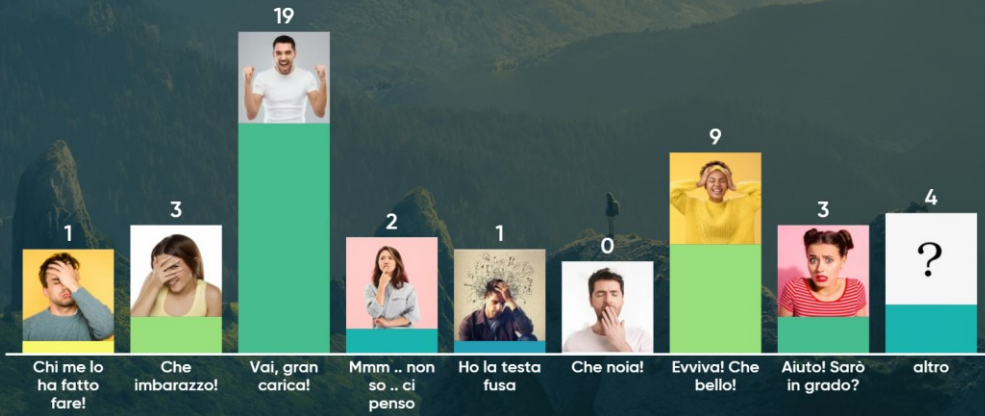 19
9
4
3
3
2
1
1
0
?
Chi me lo
ha fatto
fare!
Che
imbarazzo!
Vai, gran
carica!
Mmm .. non
so .. ci
penso
Ho la testa
fusa
Che noia!
Evviva! Che
bello!
Aiuto! Sarò
in grado?
altro